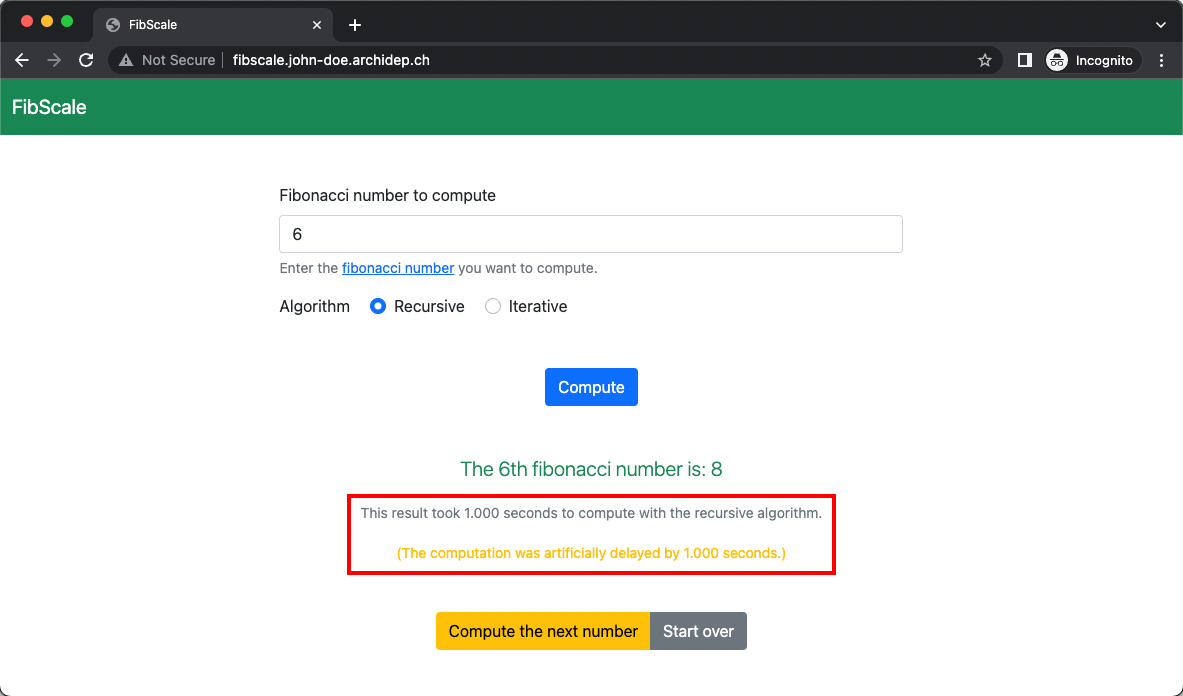 FibScale
Not Secure fibscale.john-doe.archidep.ch Incognito
FibScale
Fibonacci number to compute
6
Enter the fibonacci number you want to compute.
Algorithm Recursive Iterative
Compute
The 6th fibonacci number is: 8
This result took 1.000 seconds to compute with the recursive algorithm.
(The computation was artificially delayed by 1.000 seconds.)
Compute the next number Start over